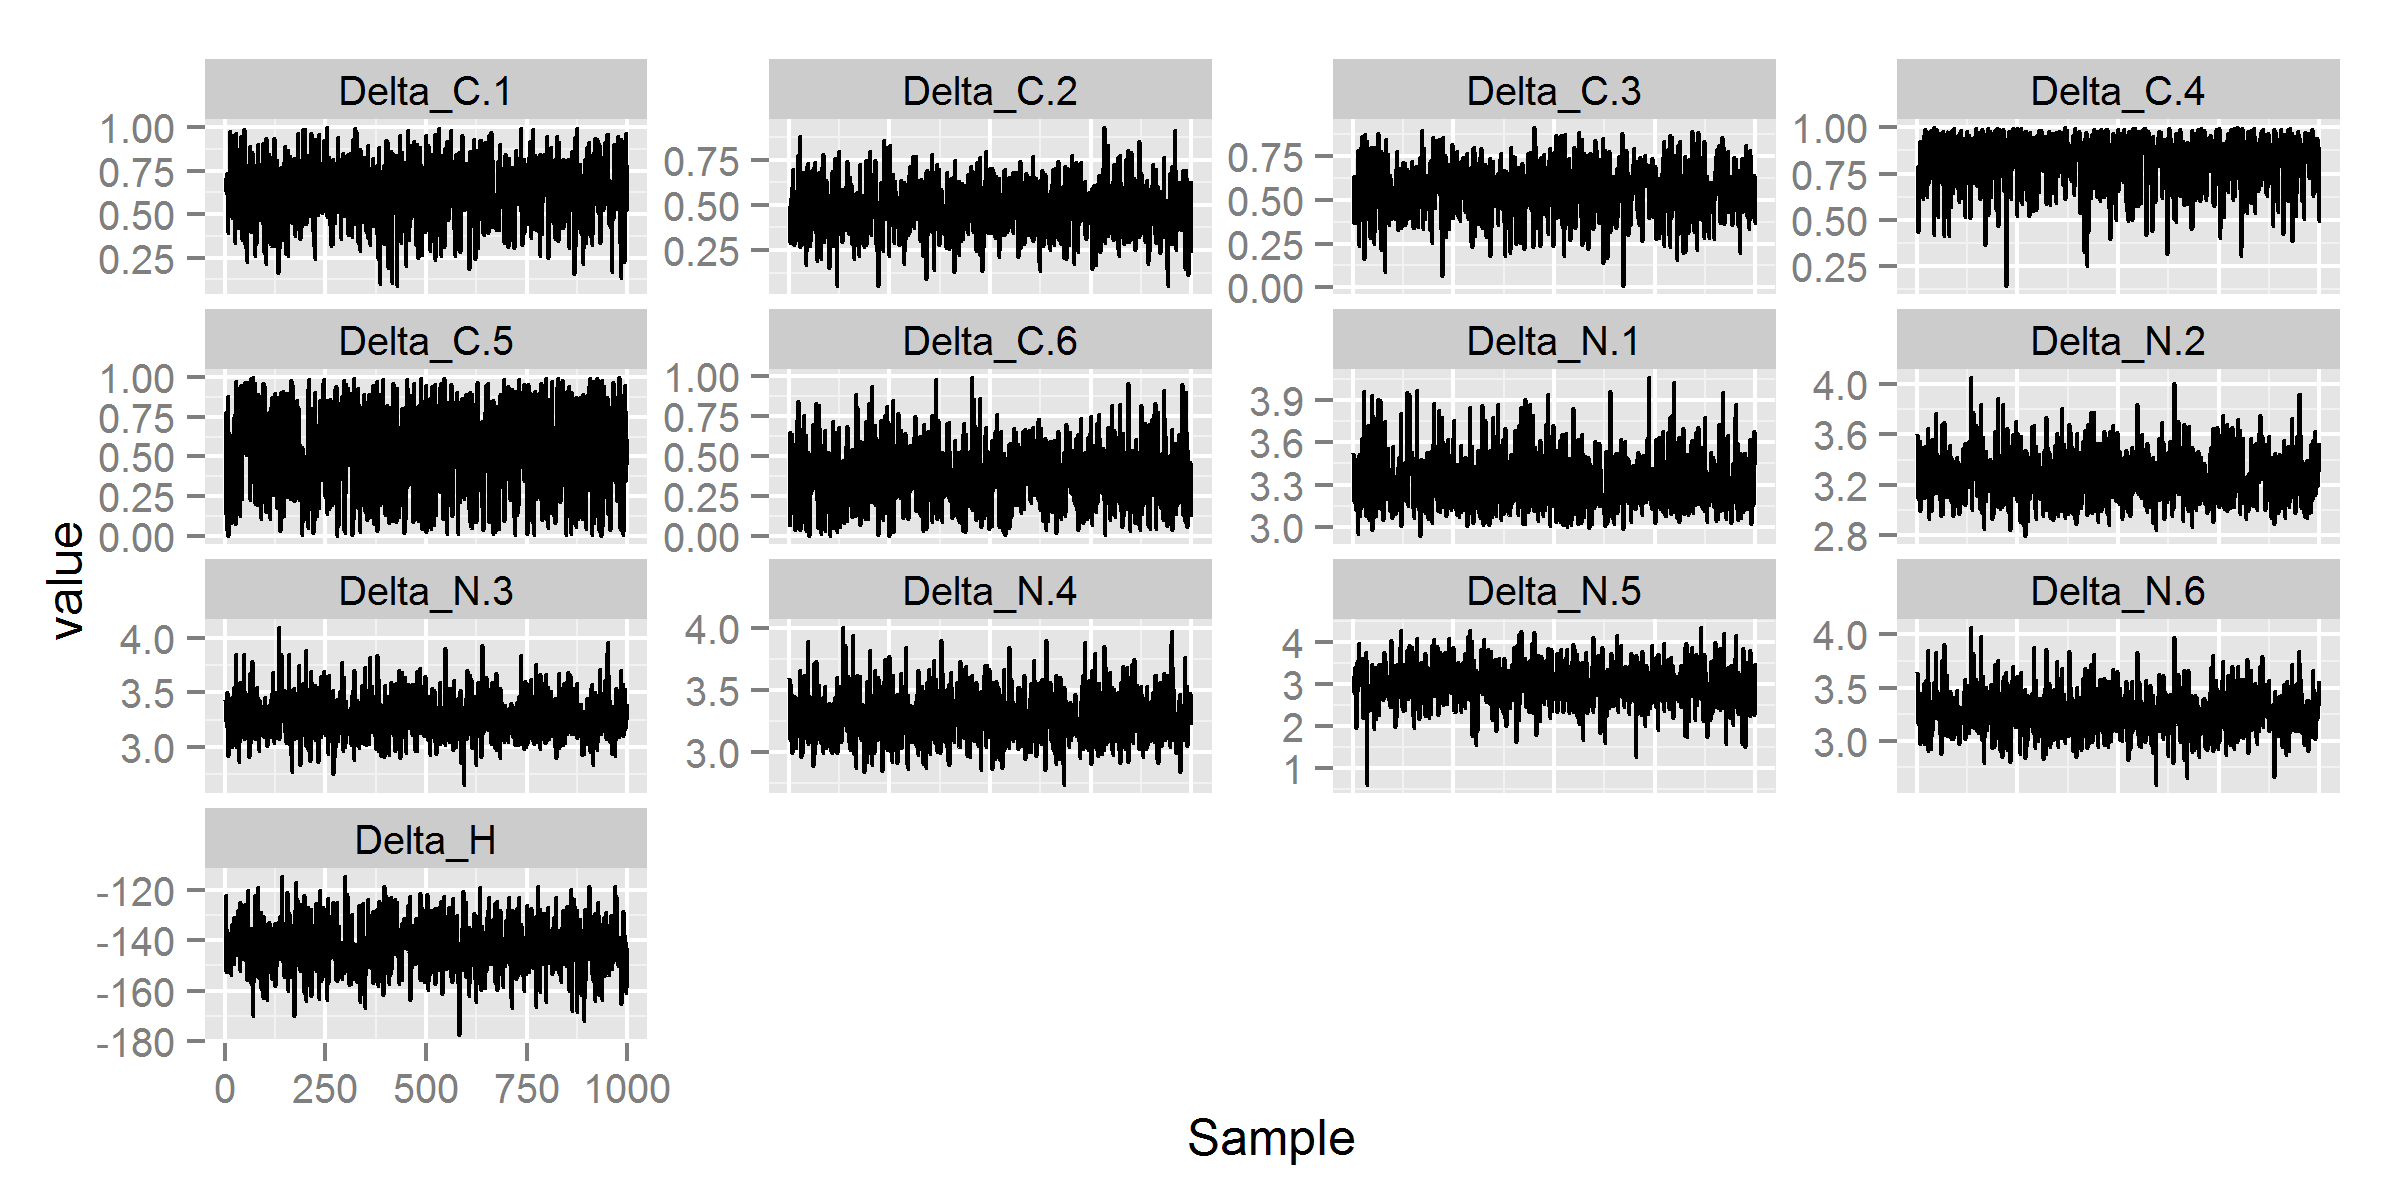 Delta_C.1 Delta_C.2 Delta_C.3 Delta_C.4
1.00 0.75 0.50 0.25
0.75 0.50 0.25
0.75 0.50 0.25 0.00
1.00 0.75 0.50 0.25
Delta_C.5 Delta_C.6 Delta_N.1 Delta_N.2
1.00 0.75 0.50 0.25 0.00
1.00 0.75 0.50 0.25 0.00
3.9 3.6 3.3 3.0
4.0 3.6 3.2 2.8
value
Delta_N.3 Delta_N.4 Delta_N.5 Delta_N.6
4.0 3.5 3.0
4.0 3.5 3.0
4 3 2 1
4.0 3.5 3.0
Delta_H
-120
-140
-160
-180
0 250 500 750 1000
Sample